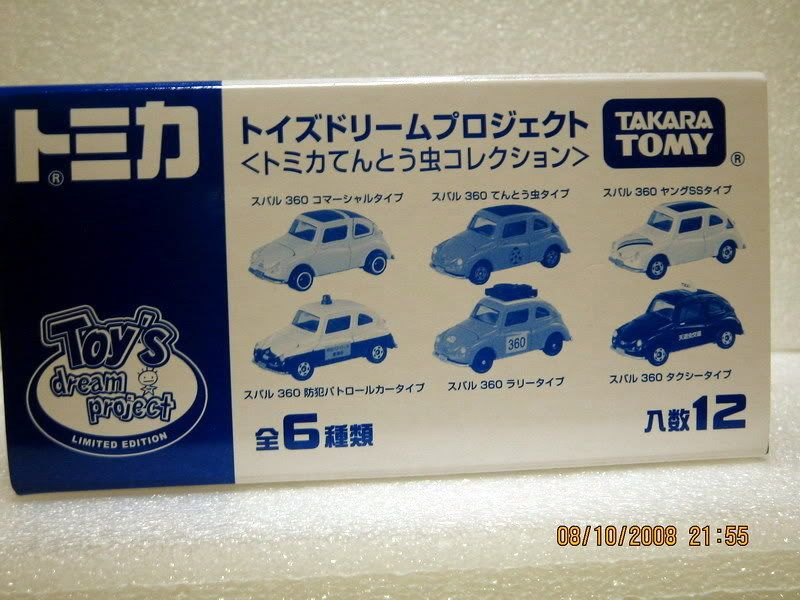 トミカ®
トイズドリームプロジェクト
<トミカてんとう虫コレクション>
TAKARA
TOMY®
スバル 360 コマーシャルタイプ
スバル 360 てんとう虫タイプ
スバル 360 ヤングSSタイプ
360
スバル 360 防犯パトロールカータイプ
スバル 360 ラリータイプ
スバル 360 タクシータイプ
Toy's
dream
project
LIMITED EDITION
全6種類
入数12
08/10/2008 21:55